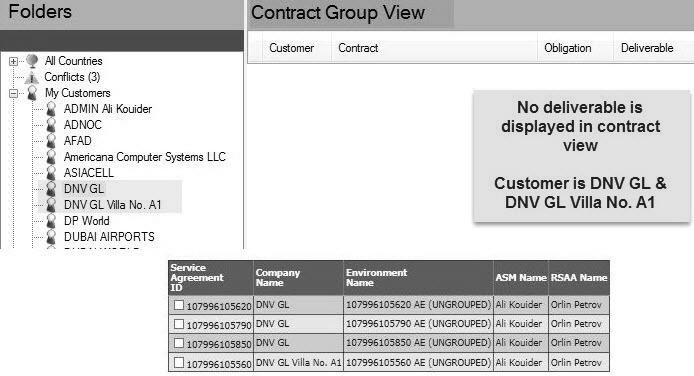 Folders
Contract Group View
Customer Contract Obligation Deliverable
All Countries
Conflicts (3)
My Customers
ADMIN Ali Kouider
ADNOC
AFAD
Americana Computer Systems LLC
ASIACELL
DNV GL
DNV GL Villa No. A1
DP World
DUBAI AIRPORTS
No deliverable is
displayed in contract
view
Customer is DNV GL &
DNV GL Villa No. A1
Service Agreement ID Company Name Environment Name ASM Name RSAA Name
107996105620 DNV GL 107996105620 AE (UNGROUPED) Ali Kouider Orlin Petrov
107996105790 DNV GL 107996105790 AE (UNGROUPED) Ali Kouider Orlin Petrov
107996105850 DNV GL 107996105850 AE (UNGROUPED) Ali Kouider Orlin Petrov
107996105560 DNV GL Villa No. A1 107996105560 AE (UNGROUPED) Ali Kouider Orlin Petrov